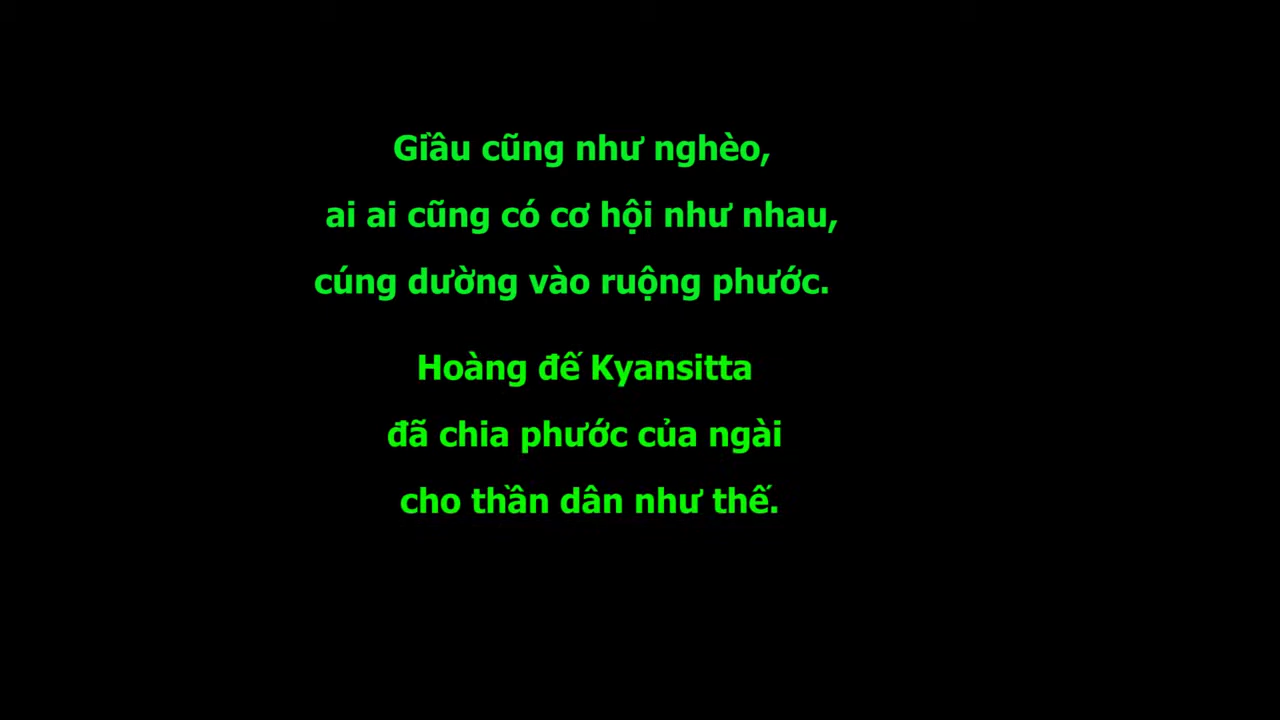 Giầu cũng như nghèo,
ai ai cũng có cơ hội như nhau,
cúng dường vào ruộng phước.
Hoàng đế Kyansitta
đã chia phước của ngài
cho thần dân như thế.